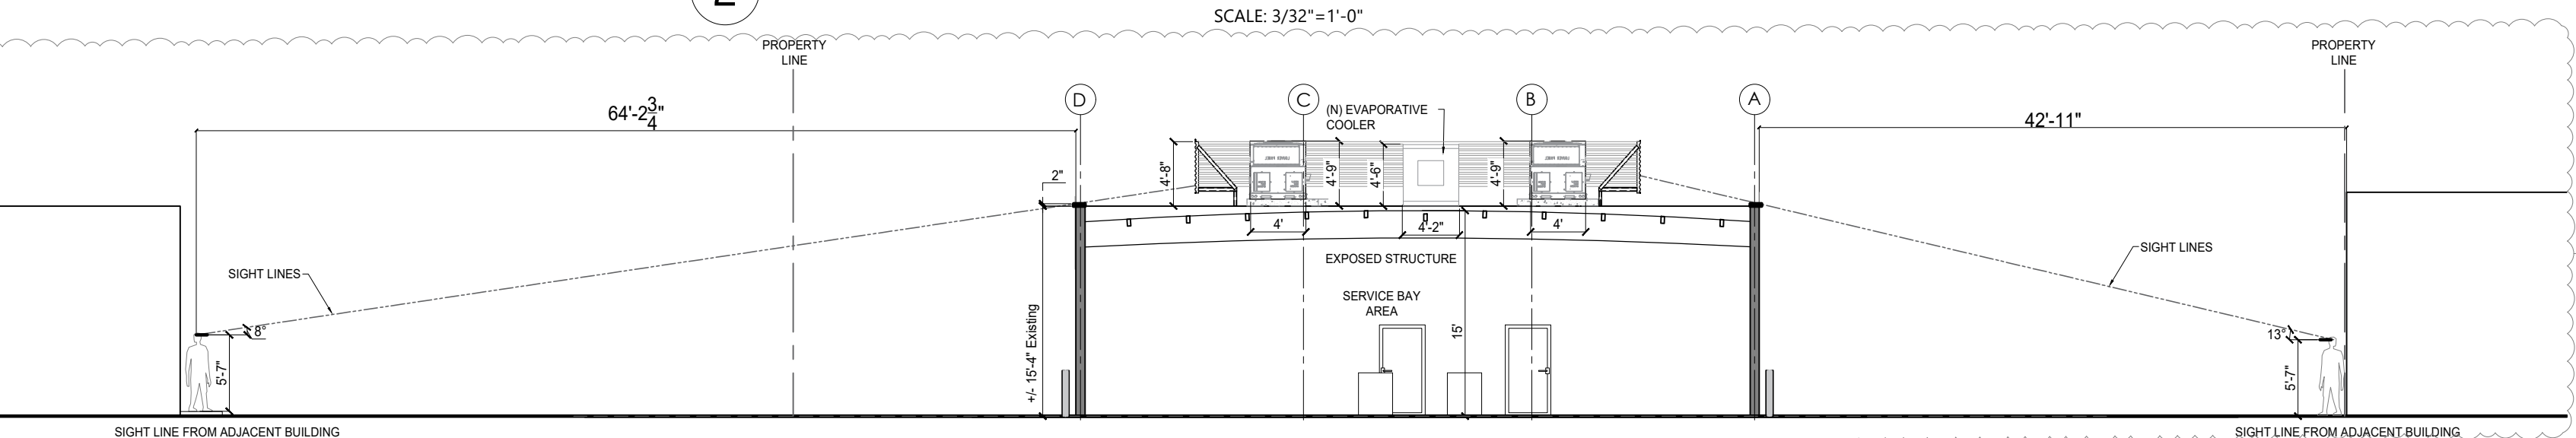 SCALE: 3/32"=1'-0"
PROPERTY
LINE
PROPERTY
LINE
64'-2 3/4"
D
C
(N) EVAPORATIVE
COOLER
B
A
42'-11"
2"
4'-8"
4'-9"
4'-6"
4'-9"
4'
4'-2"
4'
EXPOSED STRUCTURE
SIGHT LINES
SIGHT LINES
SERVICE BAY
AREA
+/- 15'-4" Existing
15'
8°
13°
5'-7"
5'-7"
SIGHT LINE FROM ADJACENT BUILDING
SIGHT LINE FROM ADJACENT BUILDING